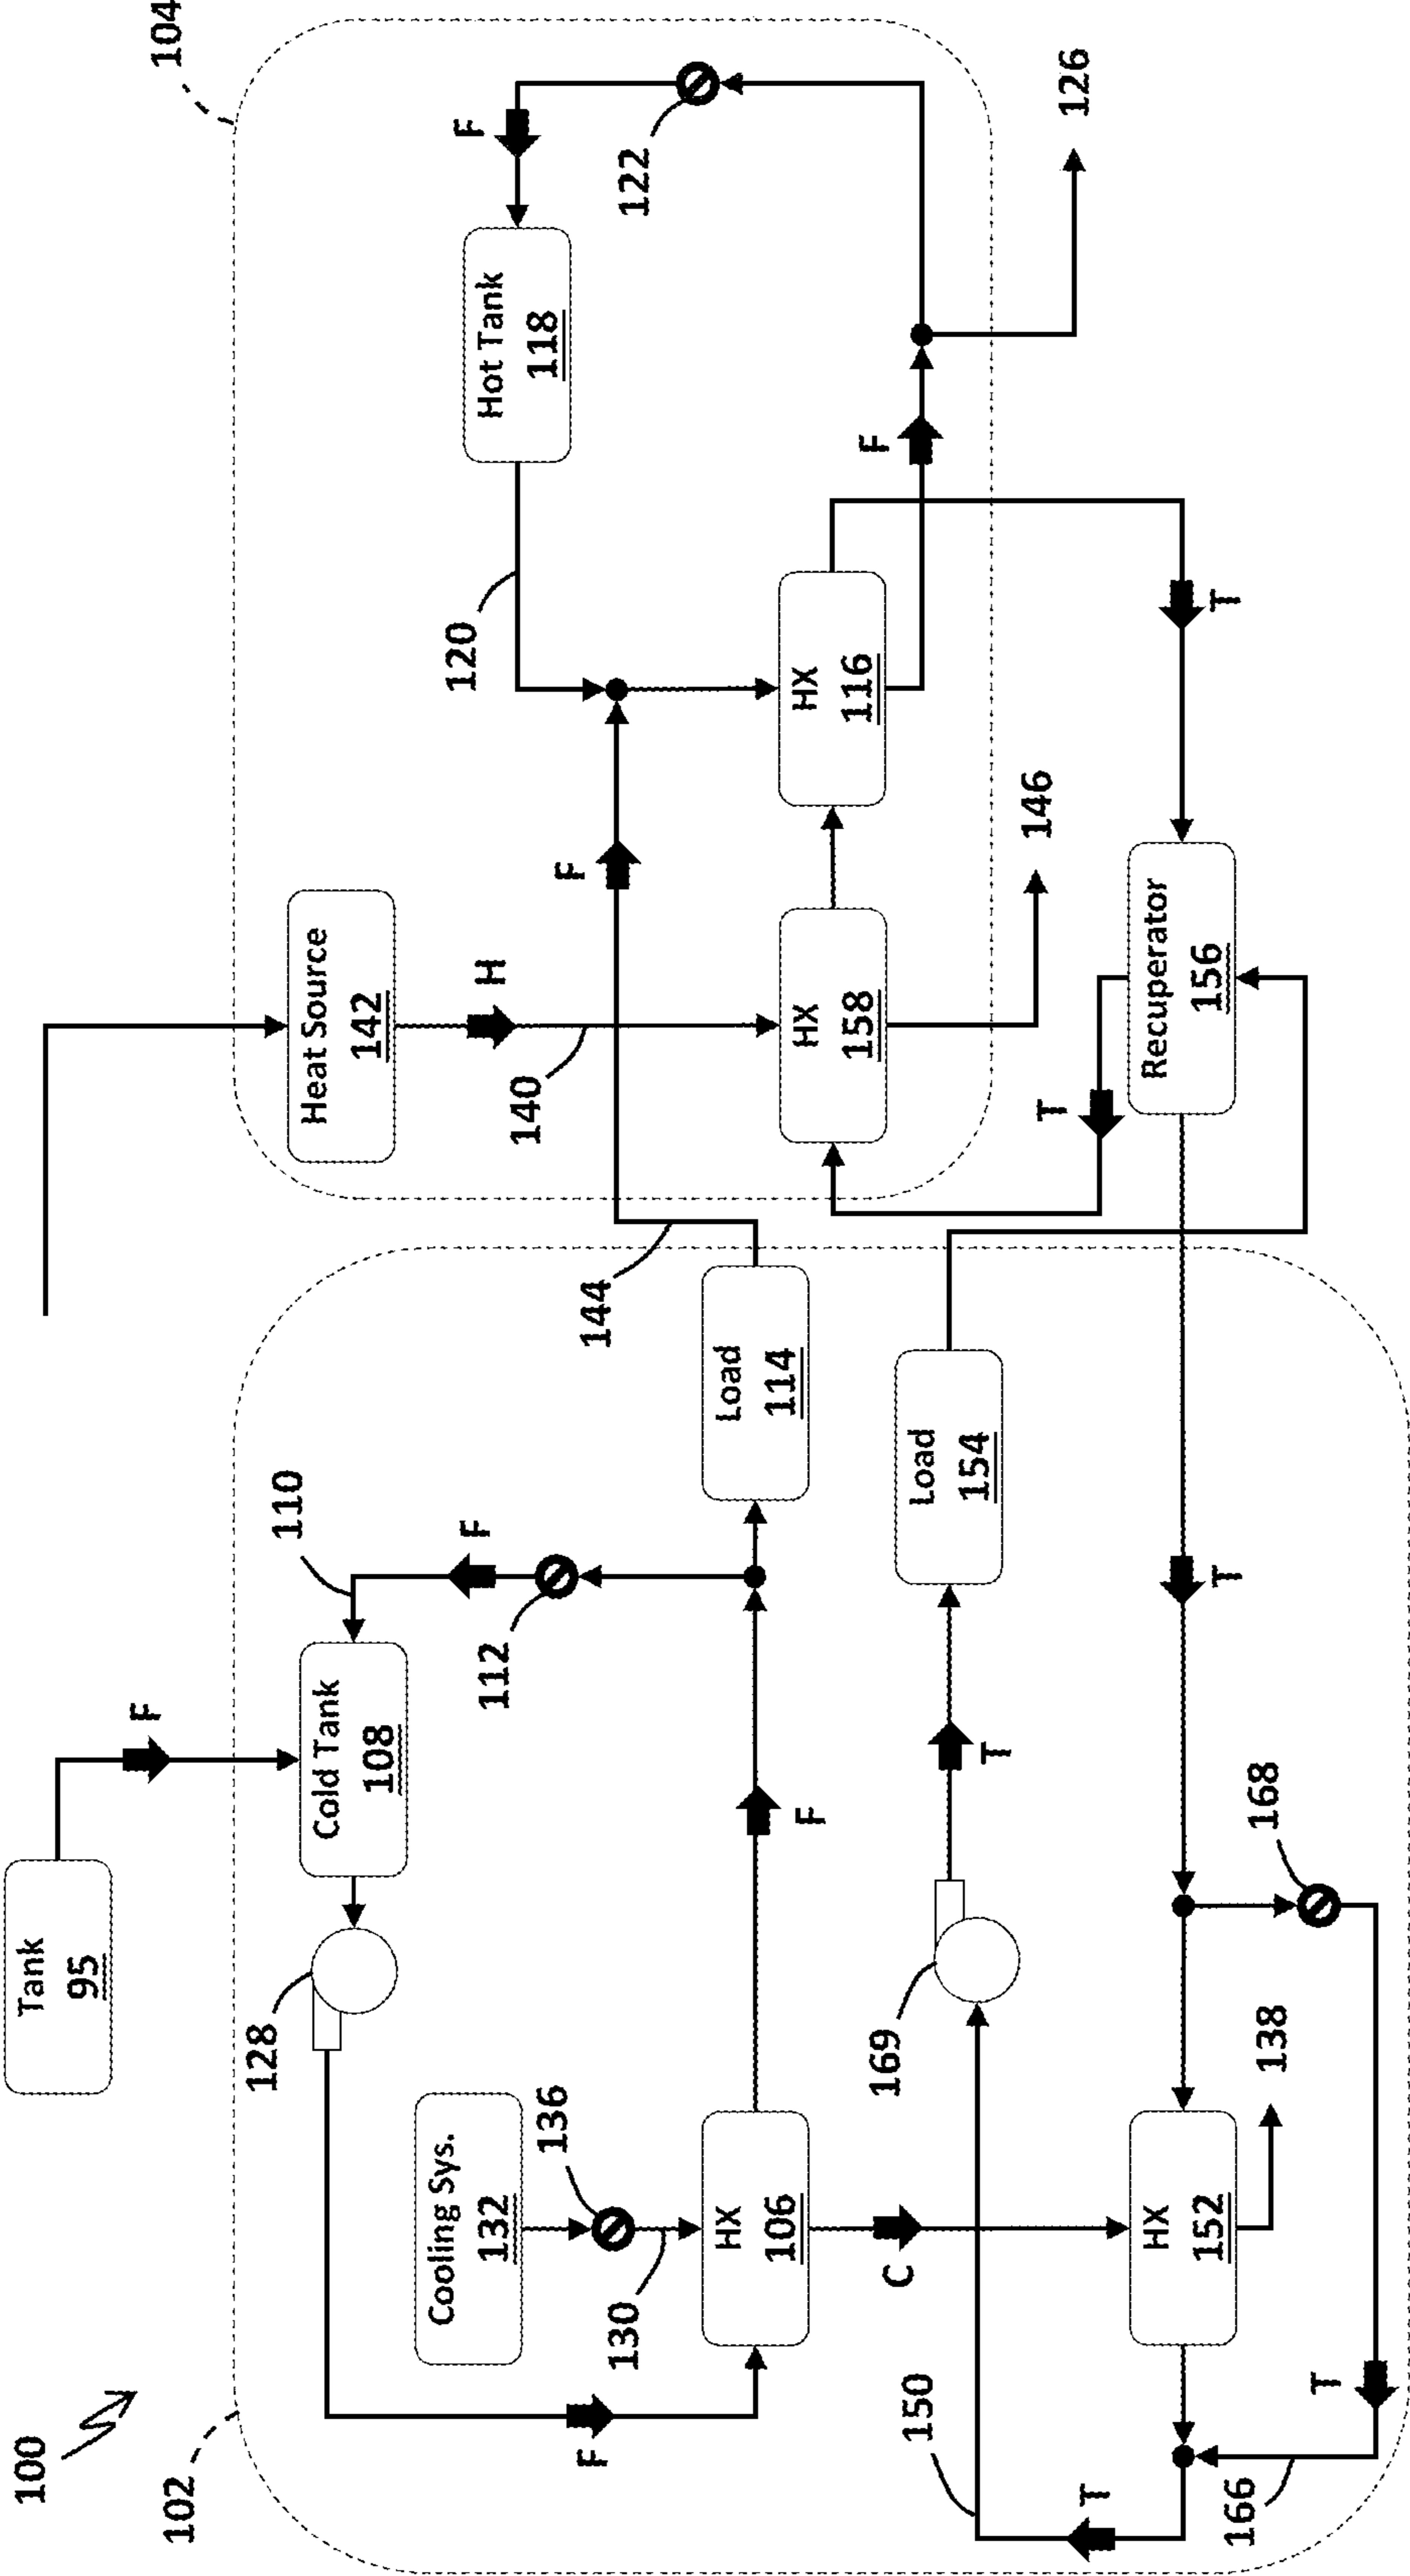 100
102
104
Tank
95
F
Cold Tank
108
110
F
112
128
Cooling Sys.
132
136
130
F
HX
106
F
Load
114
144
C
169
T
Load
154
150
T
HX
152
138
168
166
T
T
Heat Source
142
H
140
F
120
Hot Tank
118
F
122
HX
158
HX
116
F
126
146
T
Recuperator
156
T